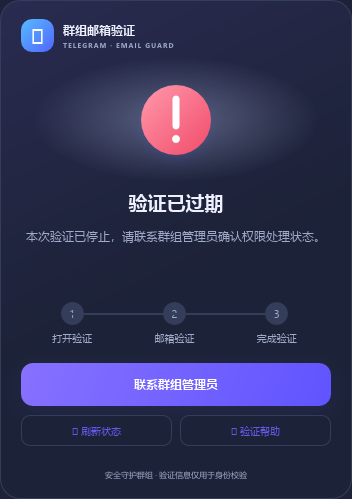 群组邮箱验证
TELEGRAM · EMAIL GUARD
验证已过期
本次验证已停止，请联系群组管理员确认权限处理状态。
1 2 3
打开验证 邮箱验证 完成验证
联系群组管理员
刷新状态 验证帮助
安全守护群组 · 验证信息仅用于身份校验